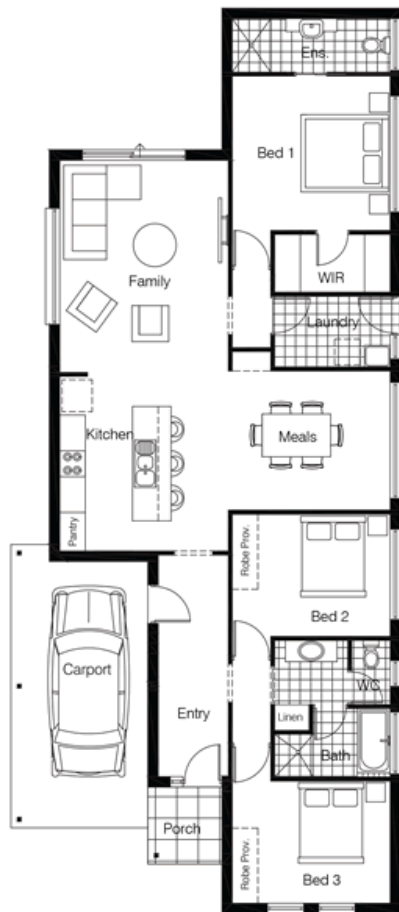 Ens.
Bed 1
WIR
Family
Laundry
Kitchen
Meals
Pantry
Robe Prov.
Bed 2
Carport
WC
Entry
Linen
Bath
Porch
Robe Prov.
Bed 3